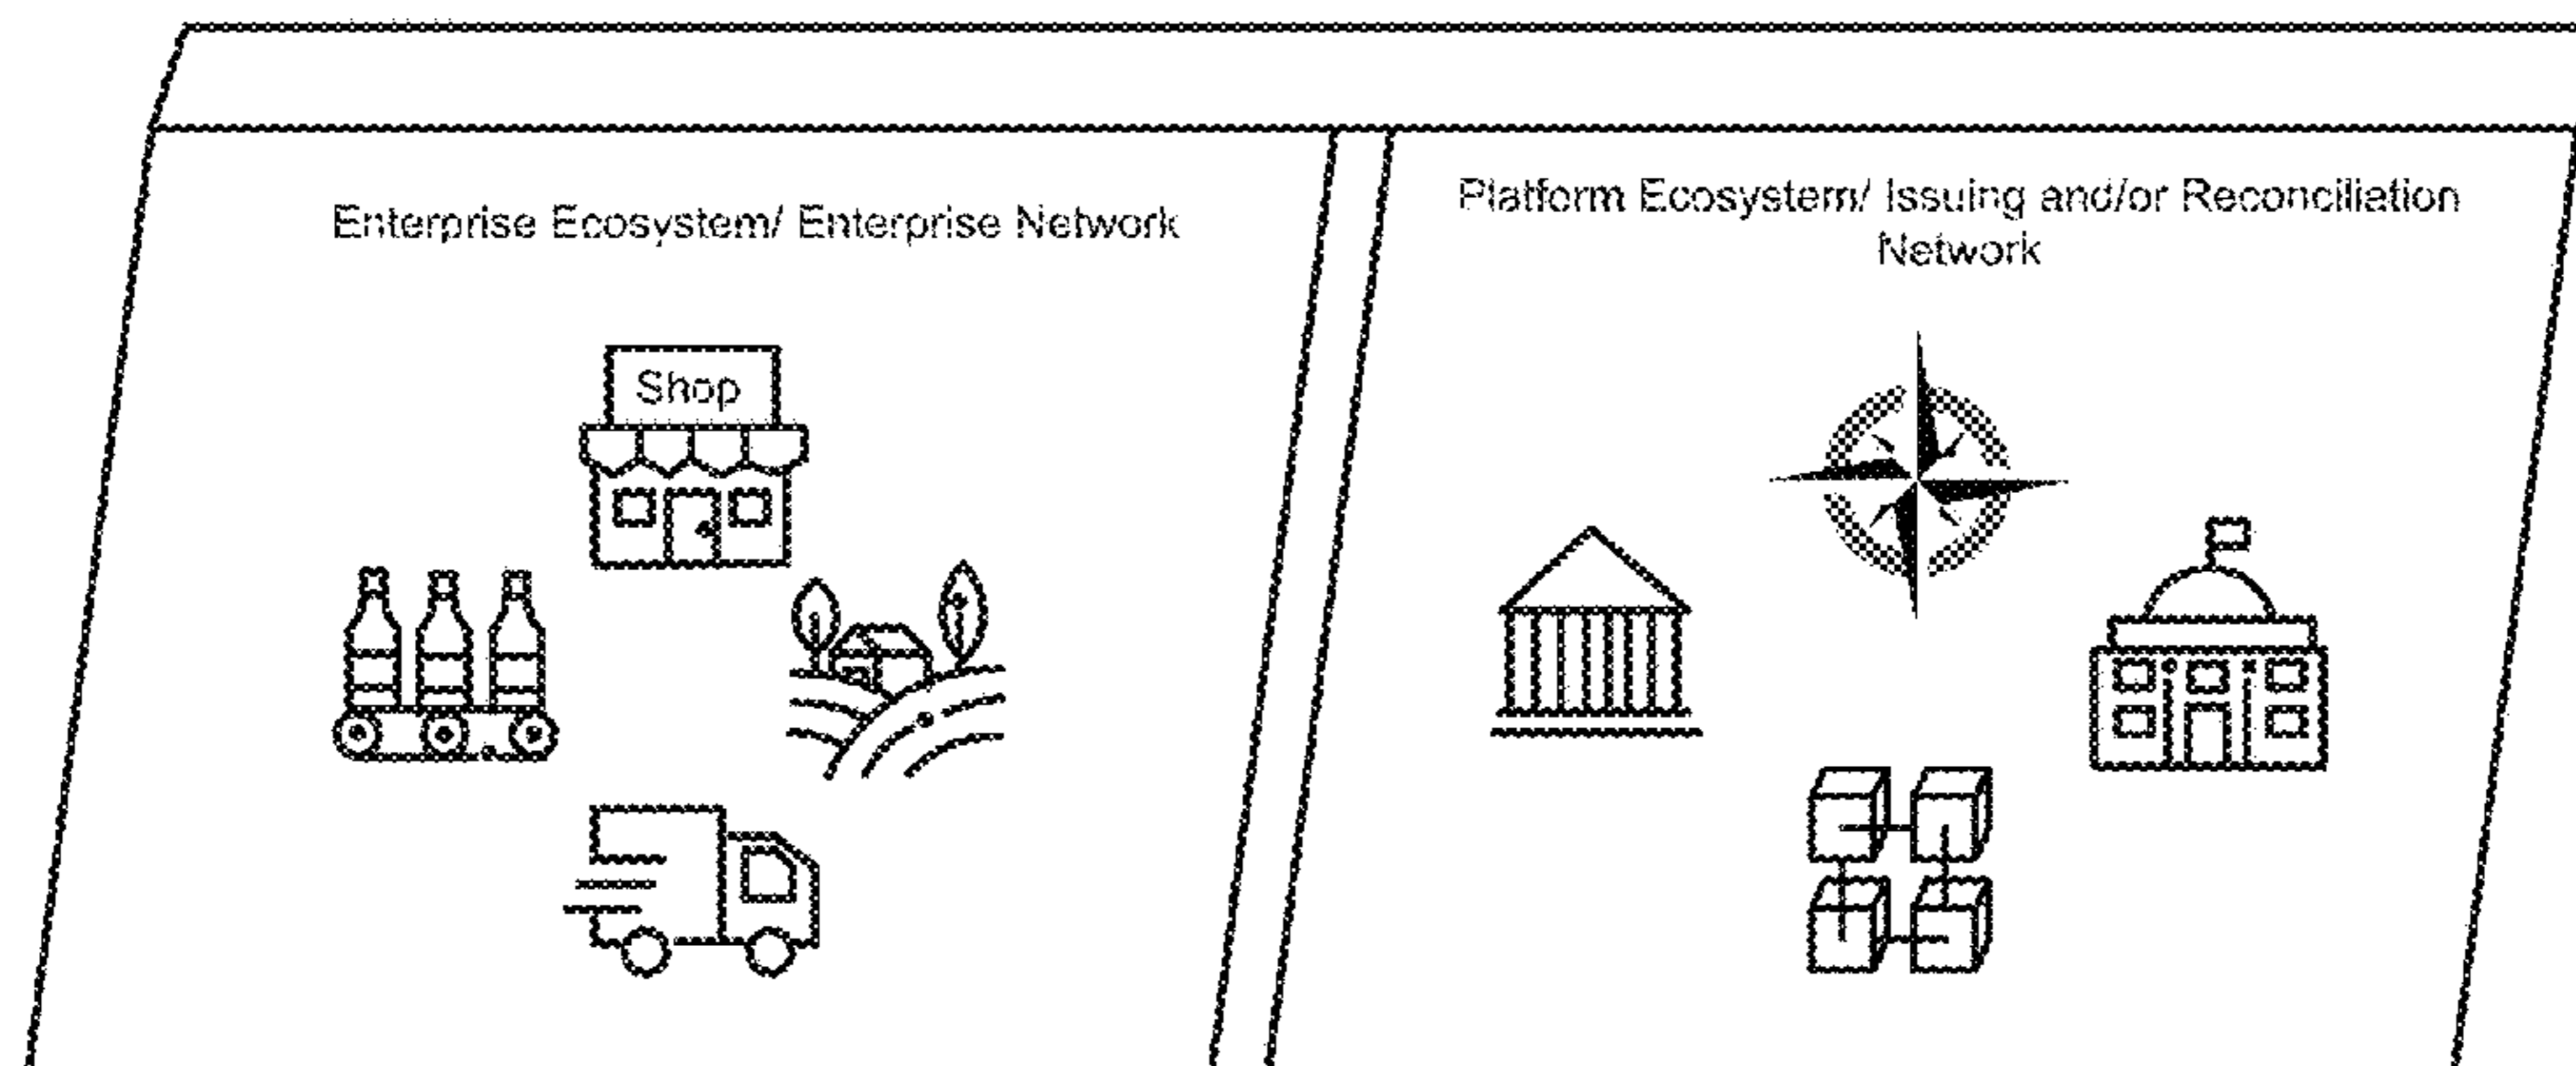 Enterprise Ecosystem/ Enterprise Network
Platform Ecosystem/ Issuing and/or Reconciliation
Network
Shop